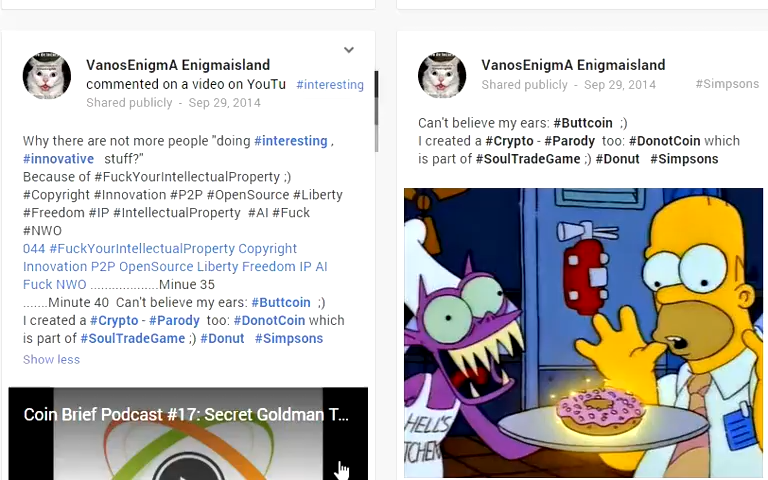 VanosEnigmA Enigmaisland
commented on a video on YouTu #interesting
Shared publicly - Sep 29, 2014
Why there are not more people "doing #interesting ,
#innovative stuff?"
Because of #FuckYourIntellectualProperty ;)
#Copyright #Innovation #P2P #OpenSource #Liberty
#Freedom #IP #IntellectualProperty #AI #Fuck
#NWO
044 #FuckYourIntellectualProperty Copyright
Innovation P2P OpenSource Liberty Freedom IP AI
Fuck NWO ...................Minue 35
.......Minute 40 Can't believe my ears: #Buttcoin ;)
I created a #Crypto - #Parody too: #DonotCoin which
is part of #SoulTradeGame ;) #Donut #Simpsons
Show less
Coin Brief Podcast #17: Secret Goldman T...
VanosEnigmA Enigmaisland
Shared publicly - Sep 29, 2014 #Simpsons
Can't believe my ears: #Buttcoin ;)
I created a #Crypto - #Parody too: #DonotCoin which
is part of #SoulTradeGame ;) #Donut #Simpsons
HELL'S
TCHEN